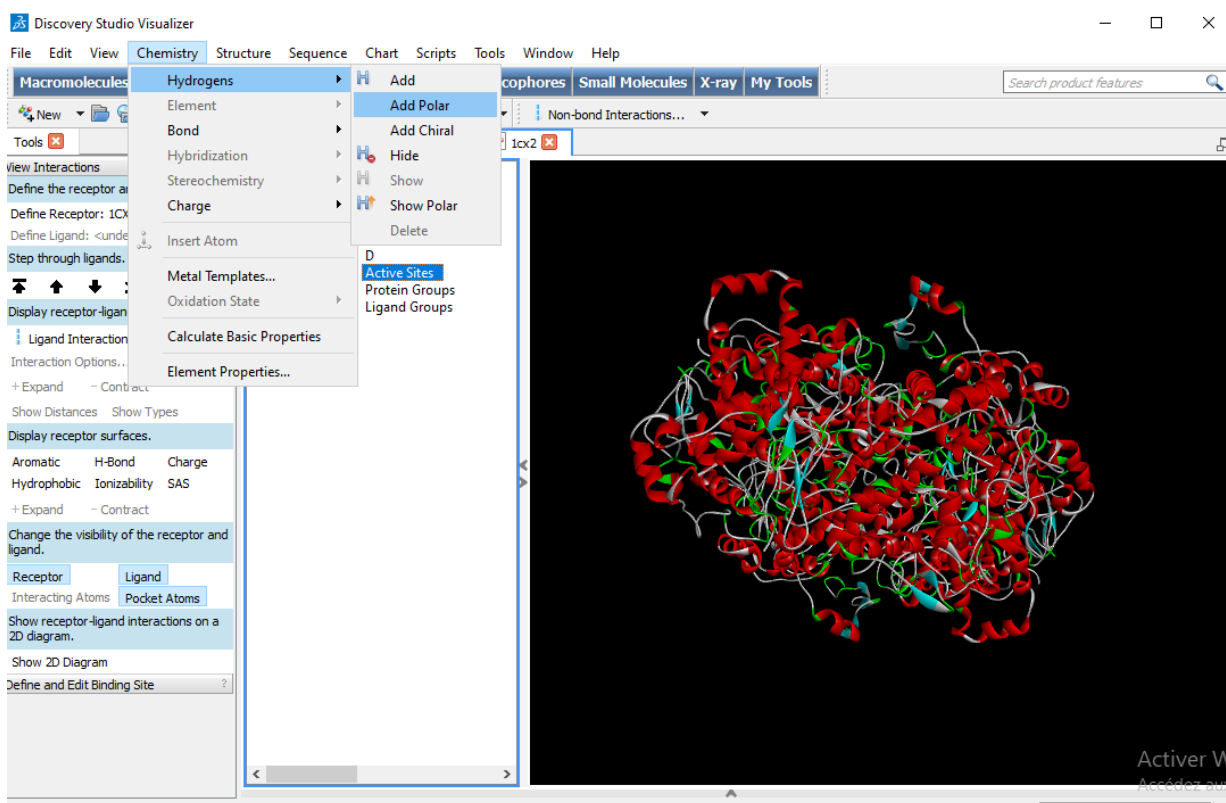 Discovery Studio Visualizer
File Edit View Chemistry Structure Sequence Chart Scripts Tools Window Help
Macromolecules cophores Small Molecules X-ray My Tools Search product features
New Non-bond Interactions...
Tools 1cx2
View Interactions
Define the receptor
Define Receptor: 1CX
Define Ligand: <unde
Step through ligands.
Display receptor-ligan
Ligand Interaction
Interaction Options...
+ Expand - Contract
Show Distances Show Types
Display receptor surfaces.
Aromatic H-Bond Charge
Hydrophobic Ionizability SAS
+ Expand - Contract
Change the visibility of the receptor and
ligand.
Receptor Ligand
Interacting Atoms Pocket Atoms
Show receptor-ligand interactions on a
2D diagram.
Show 2D Diagram
Define and Edit Binding Site ?
Hydrogens
Element
Bond
Hybridization
Stereochemistry
Charge
Insert Atom
Metal Templates...
Oxidation State
Calculate Basic Properties
Element Properties...
Add
Add Polar
Add Chiral
Hide
Show
Show Polar
Delete
D
Active Sites
Protein Groups
Ligand Groups
Activer W
Accédez au